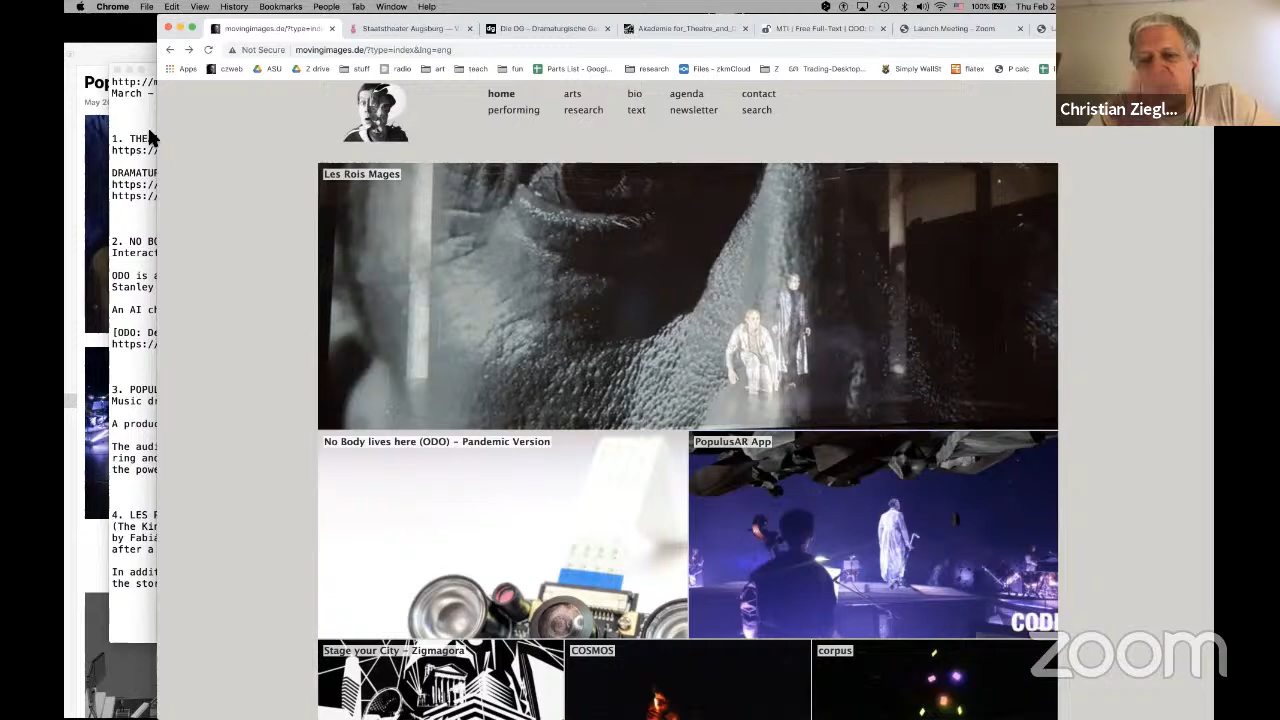 Chrome File Edit View History Bookmarks People Tab Window Help
100% Thu Feb 2
movingimages.de/?type=inde
Staatstheater Augsburg – V
Die DG – Dramaturgische Ge
Akademie_for_Theatre_and_D
MTI | Free Full-Text | ODO: D
Launch Meeting - Zoom
Not Secure movingimages.de/?type=index&lng=eng
Apps czweb ASU Z drive stuff radio art teach fun Parts List - Googl... research Files - zkmCloud Z Trading-Desktop... Simply WallSt flatex P calc
Christian Ziegl...
Pop
May 20
http://m
March –
1. THE
https:/
DRAMATUR
https:/
https:/
2. NO BO
Interact
ODO is a
Stanley
An AI ch
[ODO: De
https:/
3. POPUL
Music dr
A produc
The audi
ring and
the powe
4. LES R
(The Kin
by Fabià
after a
In addit
the stor
home arts bio agenda contact
performing research text newsletter search
Les Rois Mages
No Body lives here (ODO) – Pandemic Version
PopulusAR App
CODE
Stage your City – Zigmagora
COSMOS
corpus
zoom